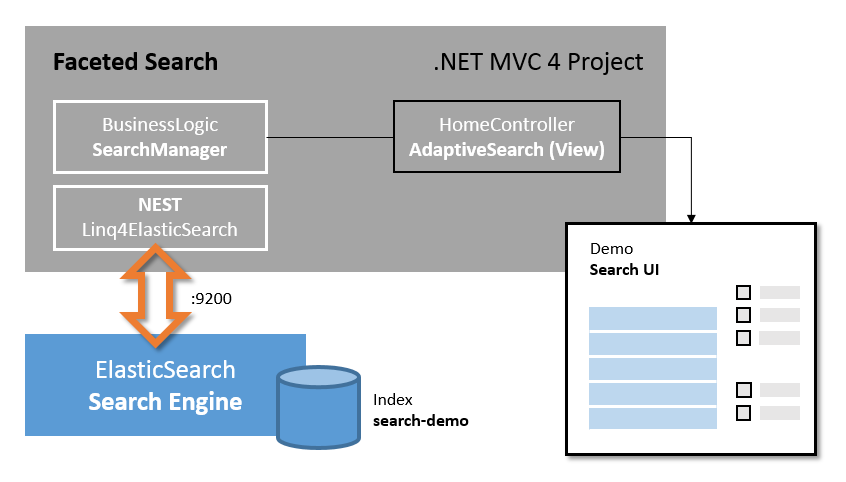 Faceted Search
.NET MVC 4 Project
BusinessLogic
SearchManager
HomeController
AdaptiveSearch (View)
NEST
Linq4ElasticSearch
:9200
Demo
Search UI
ElasticSearch
Search Engine
Index
search-demo